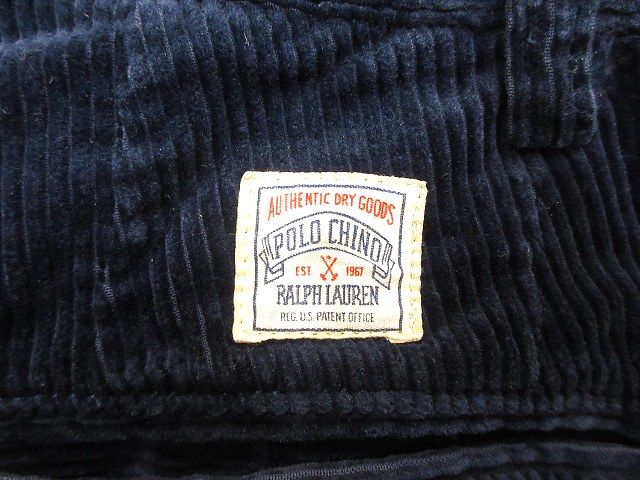 AUTHENTIC DRY GOODS
POLO CHINO
EST. 1967
RALPH LAUREN
REG. U.S. PATENT OFFICE